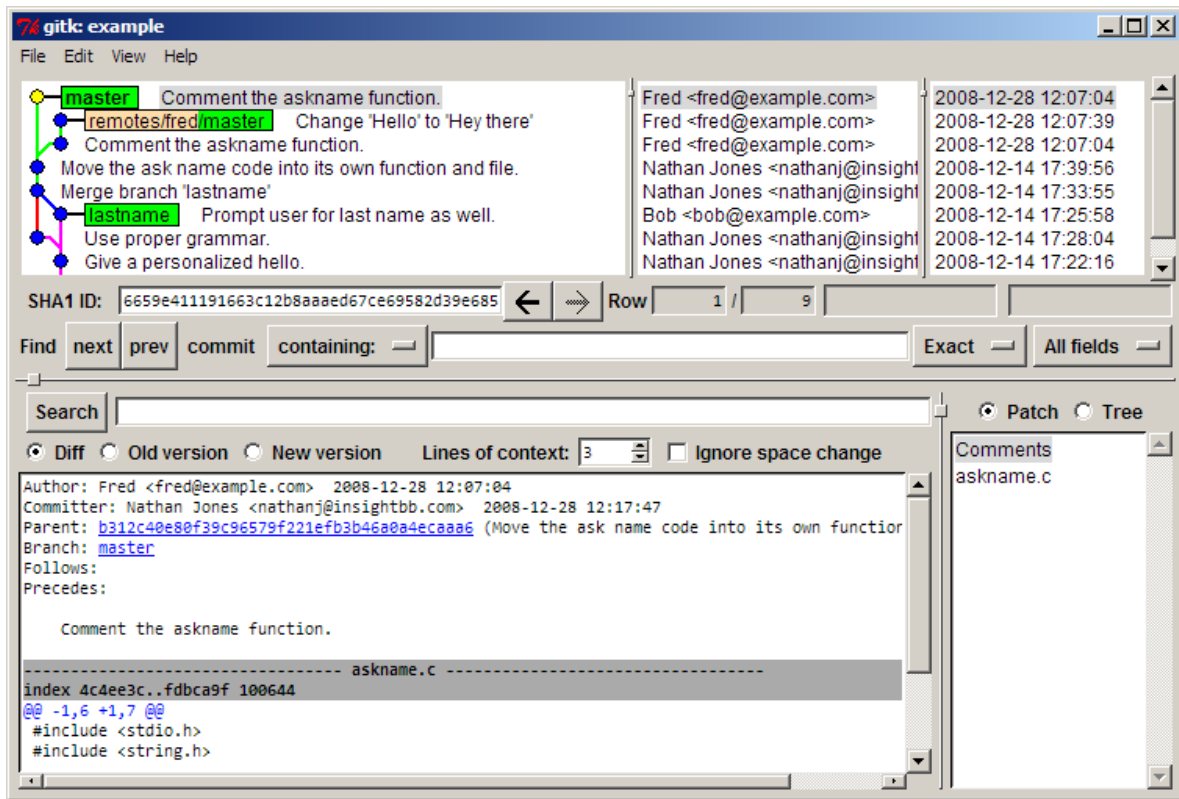 gitk: example
File Edit View Help
master Comment the askname function. Fred <fred@example.com> 2008-12-28 12:07:04
remotes/fred/master Change 'Hello' to 'Hey there' Fred <fred@example.com> 2008-12-28 12:07:39
Comment the askname function. Fred <fred@example.com> 2008-12-28 12:07:04
Move the ask name code into its own function and file. Nathan Jones <nathanj@insight 2008-12-14 17:39:56
Merge branch 'lastname' Nathan Jones <nathanj@insight 2008-12-14 17:33:55
lastname Prompt user for last name as well. Bob <bob@example.com> 2008-12-14 17:25:58
Use proper grammar. Nathan Jones <nathanj@insight 2008-12-14 17:28:04
Give a personalized hello. Nathan Jones <nathanj@insight 2008-12-14 17:22:16
SHA1 ID: 6659e411191663c12b8aaaed67ce69582d39e685 Row 1 / 9
Find next prev commit containing: Exact All fields
Search Patch Tree
Diff Old version New version Lines of context: 3 Ignore space change Comments
askname.c
Author: Fred <fred@example.com> 2008-12-28 12:07:04
Committer: Nathan Jones <nathanj@insightbb.com> 2008-12-28 12:17:47
Parent: b312c40e80f39c96579f221efb3b46a0a4ecaaa6 (Move the ask name code into its own function
Branch: master
Follows:
Precedes:
Comment the askname function.
---------------------------------- askname.c ----------------------------------
index 4c4ee3c..fdbca9f 100644
@@ -1,6 +1,7 @@
#include <stdio.h>
#include <string.h>